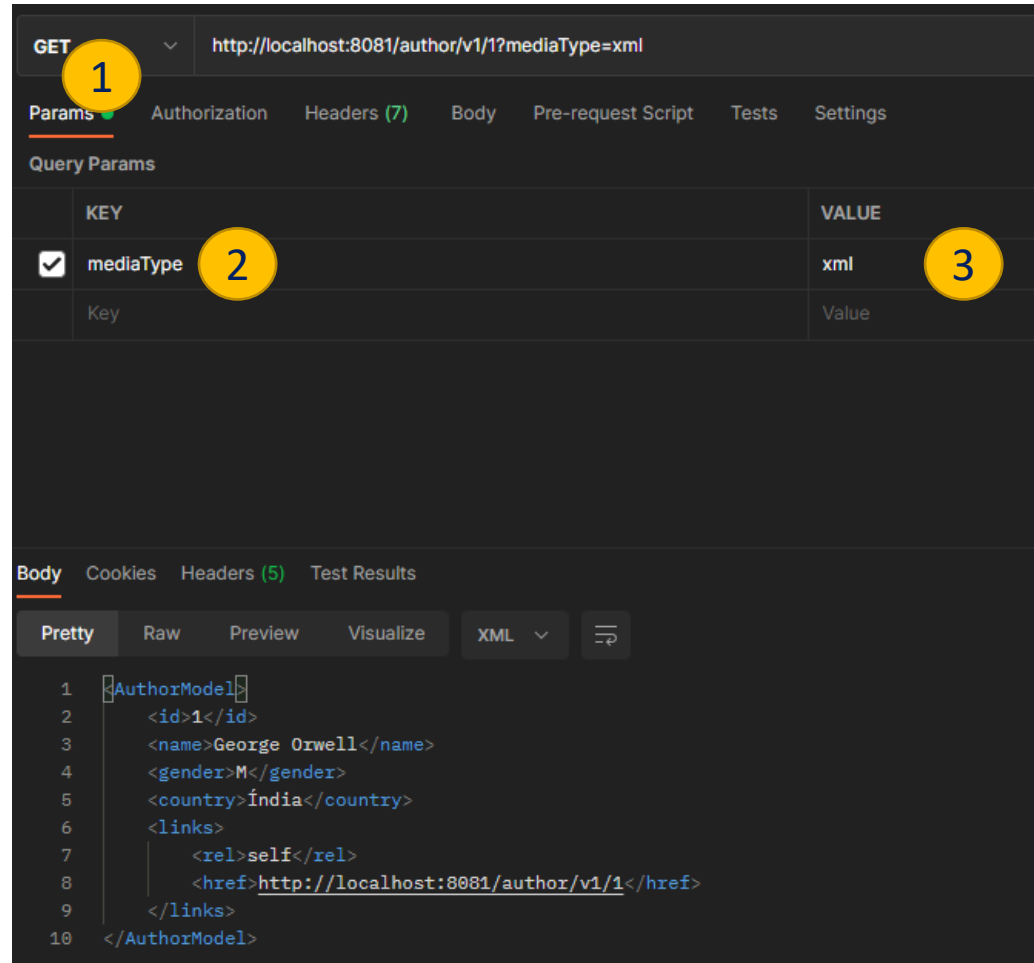 GET http://localhost:8081/author/v1/1?mediaType=xml
1
Params Authorization Headers (7) Body Pre-request Script Tests Settings
Query Params
KEY VALUE
mediaType 2 xml 3
Key Value
Body Cookies Headers (5) Test Results
Pretty Raw Preview Visualize XML
1 <AuthorModel>
2 <id>1</id>
3 <name>George Orwell</name>
4 <gender>M</gender>
5 <country>Índia</country>
6 <links>
7 <rel>self</rel>
8 <href>http://localhost:8081/author/v1/1</href>
9 </links>
10 </AuthorModel>